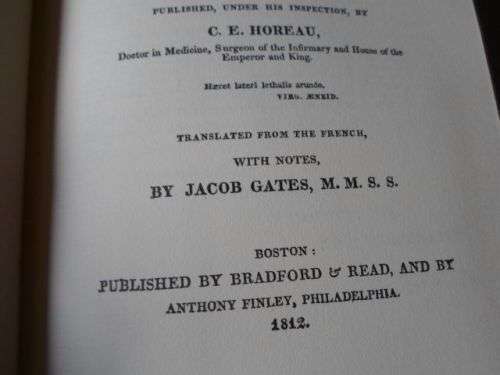 PUBLISHED, UNDER HIS INSPECTION, BY
C. E. HOREAU,
Doctor in Medicine, Surgeon of the Infirmary and House of the
Emperor and King.
Hæret lateri lethalis arundo,
VIRG. ÆNEID.
TRANSLATED FROM THE FRENCH,
WITH NOTES,
BY JACOB GATES, M. M. S. S.
BOSTON:
PUBLISHED BY BRADFORD & READ, AND BY
ANTHONY FINLEY, PHILADELPHIA.
1812.